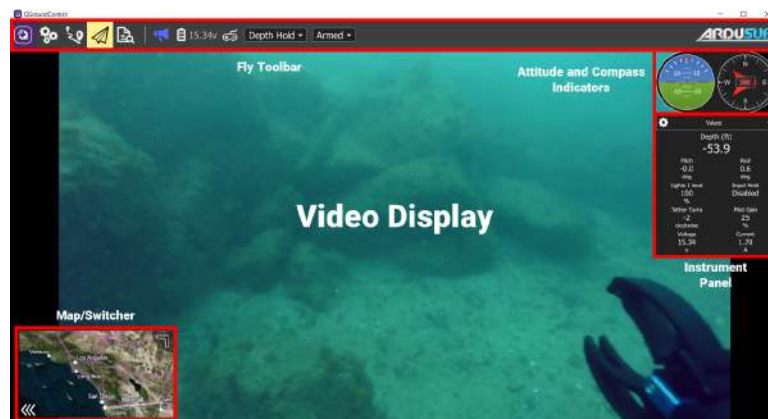 QGroundControl
15.34v
Depth Hold
Armed
ARDUSUB
Fly Toolbar
Attitude and Compass
Indicators
N
W
E
S
Values
Depth (ft)
-53.9
Pitch
Roll
-0.0
0.6
deg
deg
Lights 1 level
Input Hold
100
Disabled
%
Tether Turns
Pilot Gain
-2
25
clockwise
%
Voltage
Current
15.34
1.70
v
A
Video Display
Instrument
Panel
Map/Switcher
Los Angeles
Long Beach
San Diego